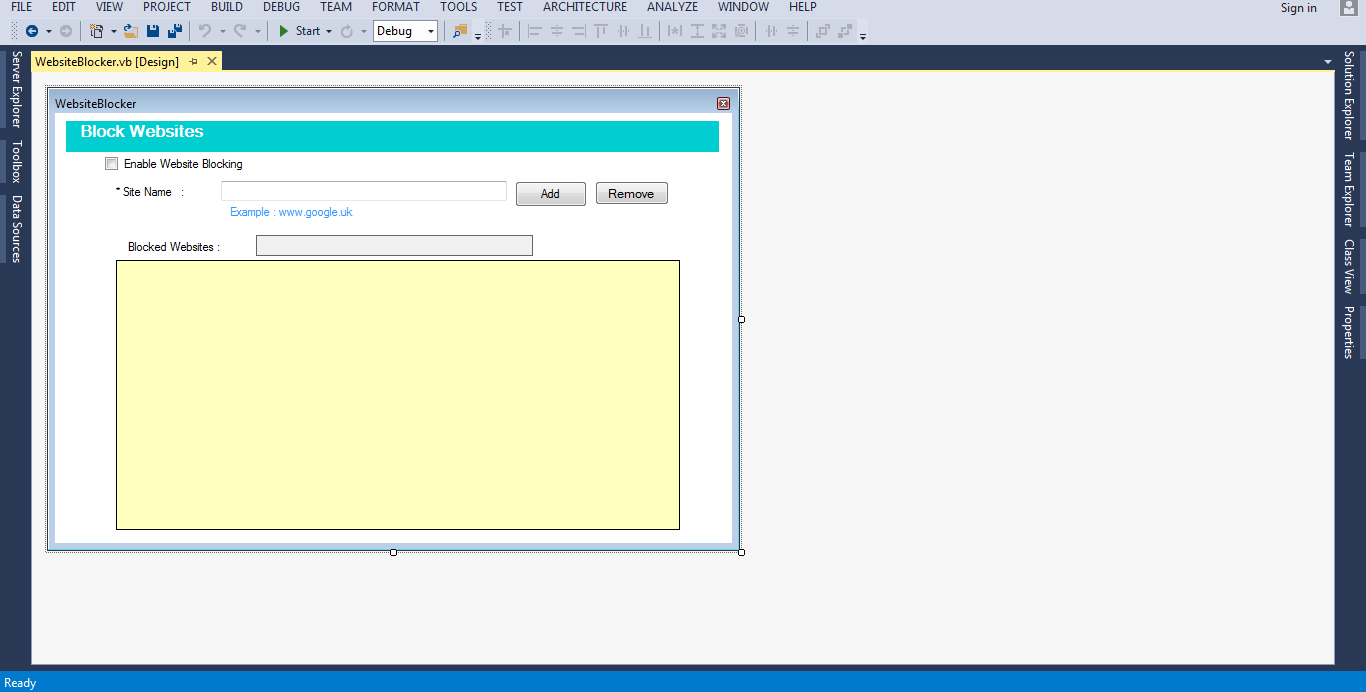 FILE EDIT VIEW PROJECT BUILD DEBUG TEAM FORMAT TOOLS TEST ARCHITECTURE ANALYZE WINDOW HELP Sign in
Start Debug
WebsiteBlocker.vb [Design]
Server Explorer
Toolbox
Data Sources
WebsiteBlocker
Block Websites
Enable Website Blocking
* Site Name : Add Remove
Example : www.google.uk
Blocked Websites :
Solution Explorer
Team Explorer
Class View
Properties
Ready